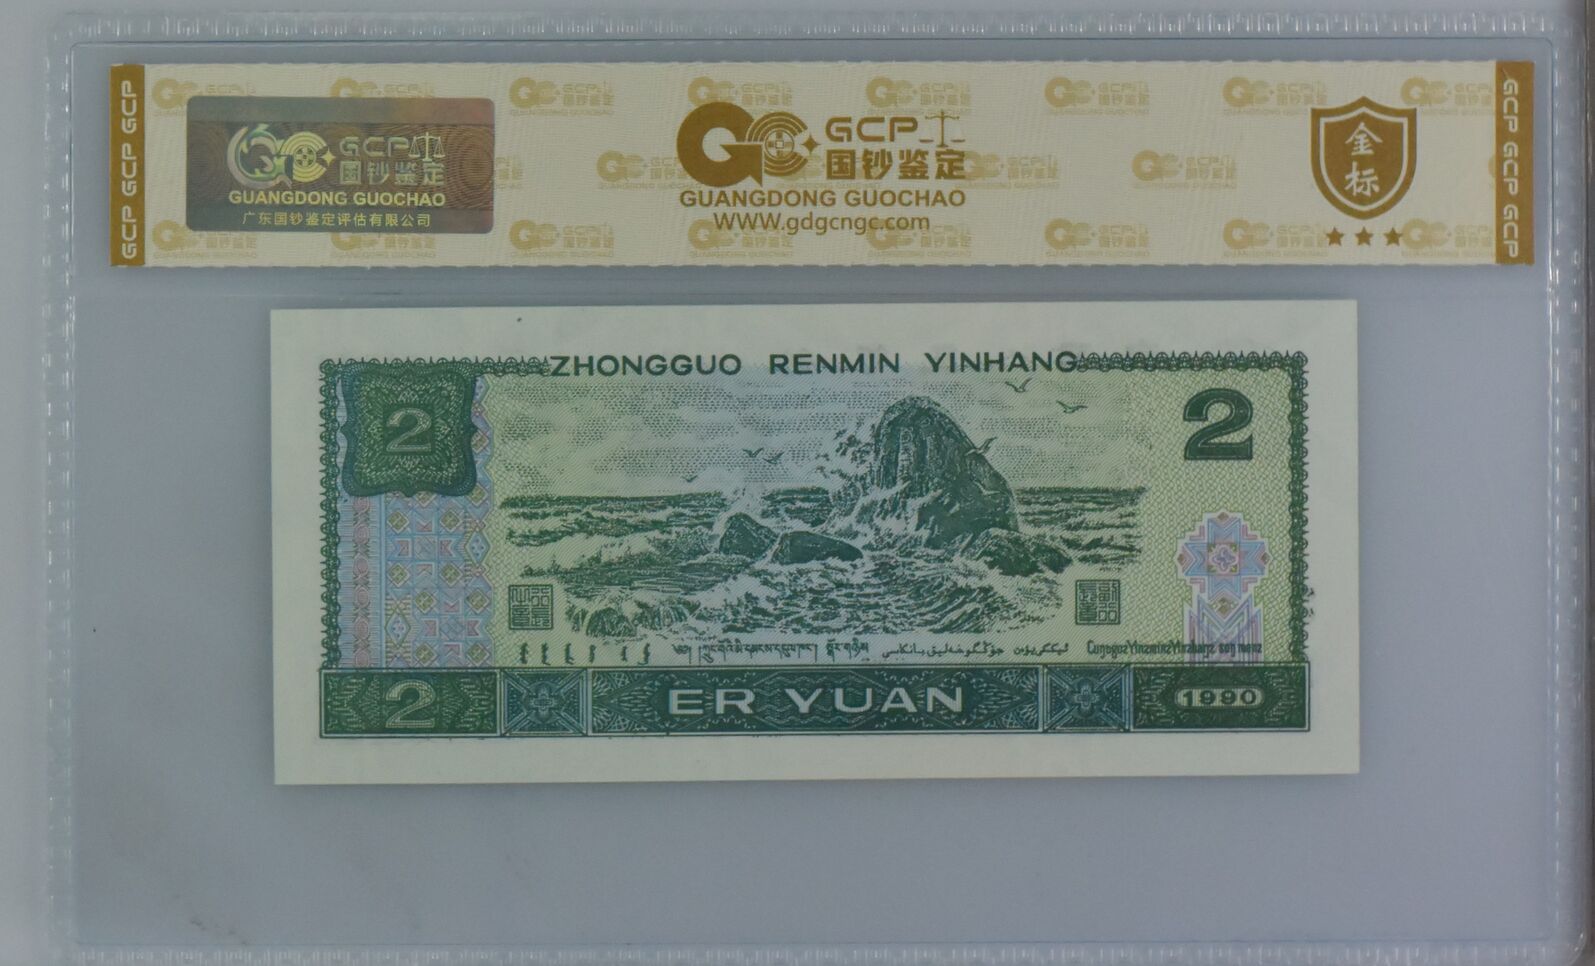 GCP GCP GCP
GCP
国钞鉴定
GUANGDONG GUOCHAO
广东国钞鉴定评估有限公司
GCP
国钞鉴定
GUANGDONG GUOCHAO
WWW.gdgcngc.com
金
标
GCP GCP GCP
ZHONGGUO RENMIN YINHANG
2
2
2
ER YUAN
1990